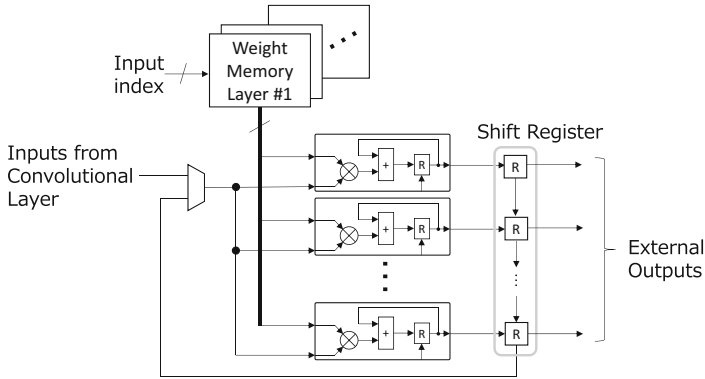 Weight
Memory
Layer #1
Input
index
Shift Register
Inputs from
Convolutional
Layer
+
R
R
+
R
R
External
Outputs
+
R
R